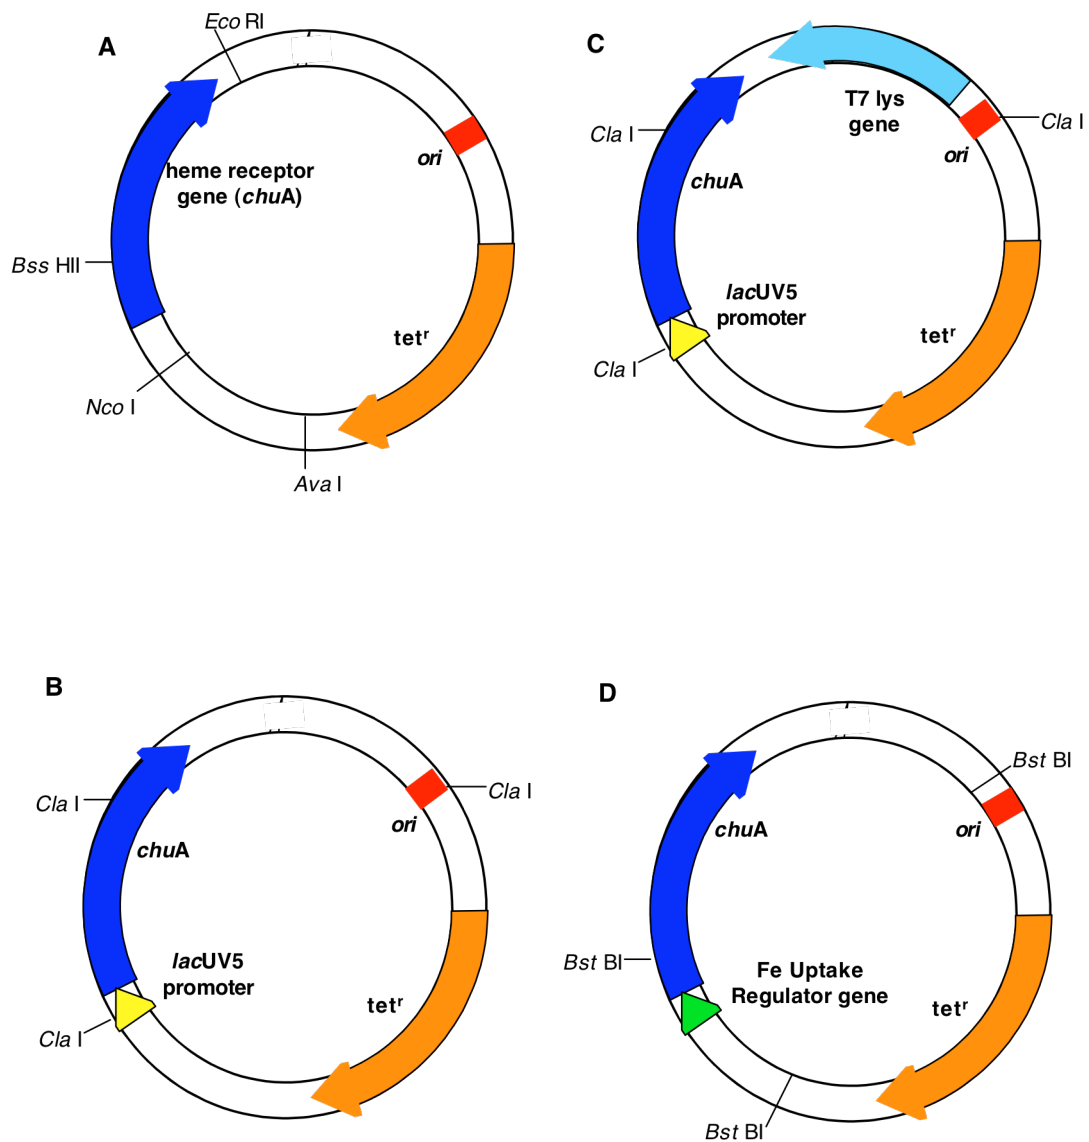 A
Eco RI
ori
heme receptor
gene (chuA)
Bss HII
tetr
Nco I
Ava I
C
T7 lys
gene
Cla I
Cla I
ori
chuA
lacUV5
promoter
tetr
Cla I
B
Cla I
Cla I
ori
chuA
lacUV5
promoter
tetr
Cla I
D
Bst BI
ori
chuA
Bst BI
Fe Uptake
Regulator gene
tetr
Bst BI